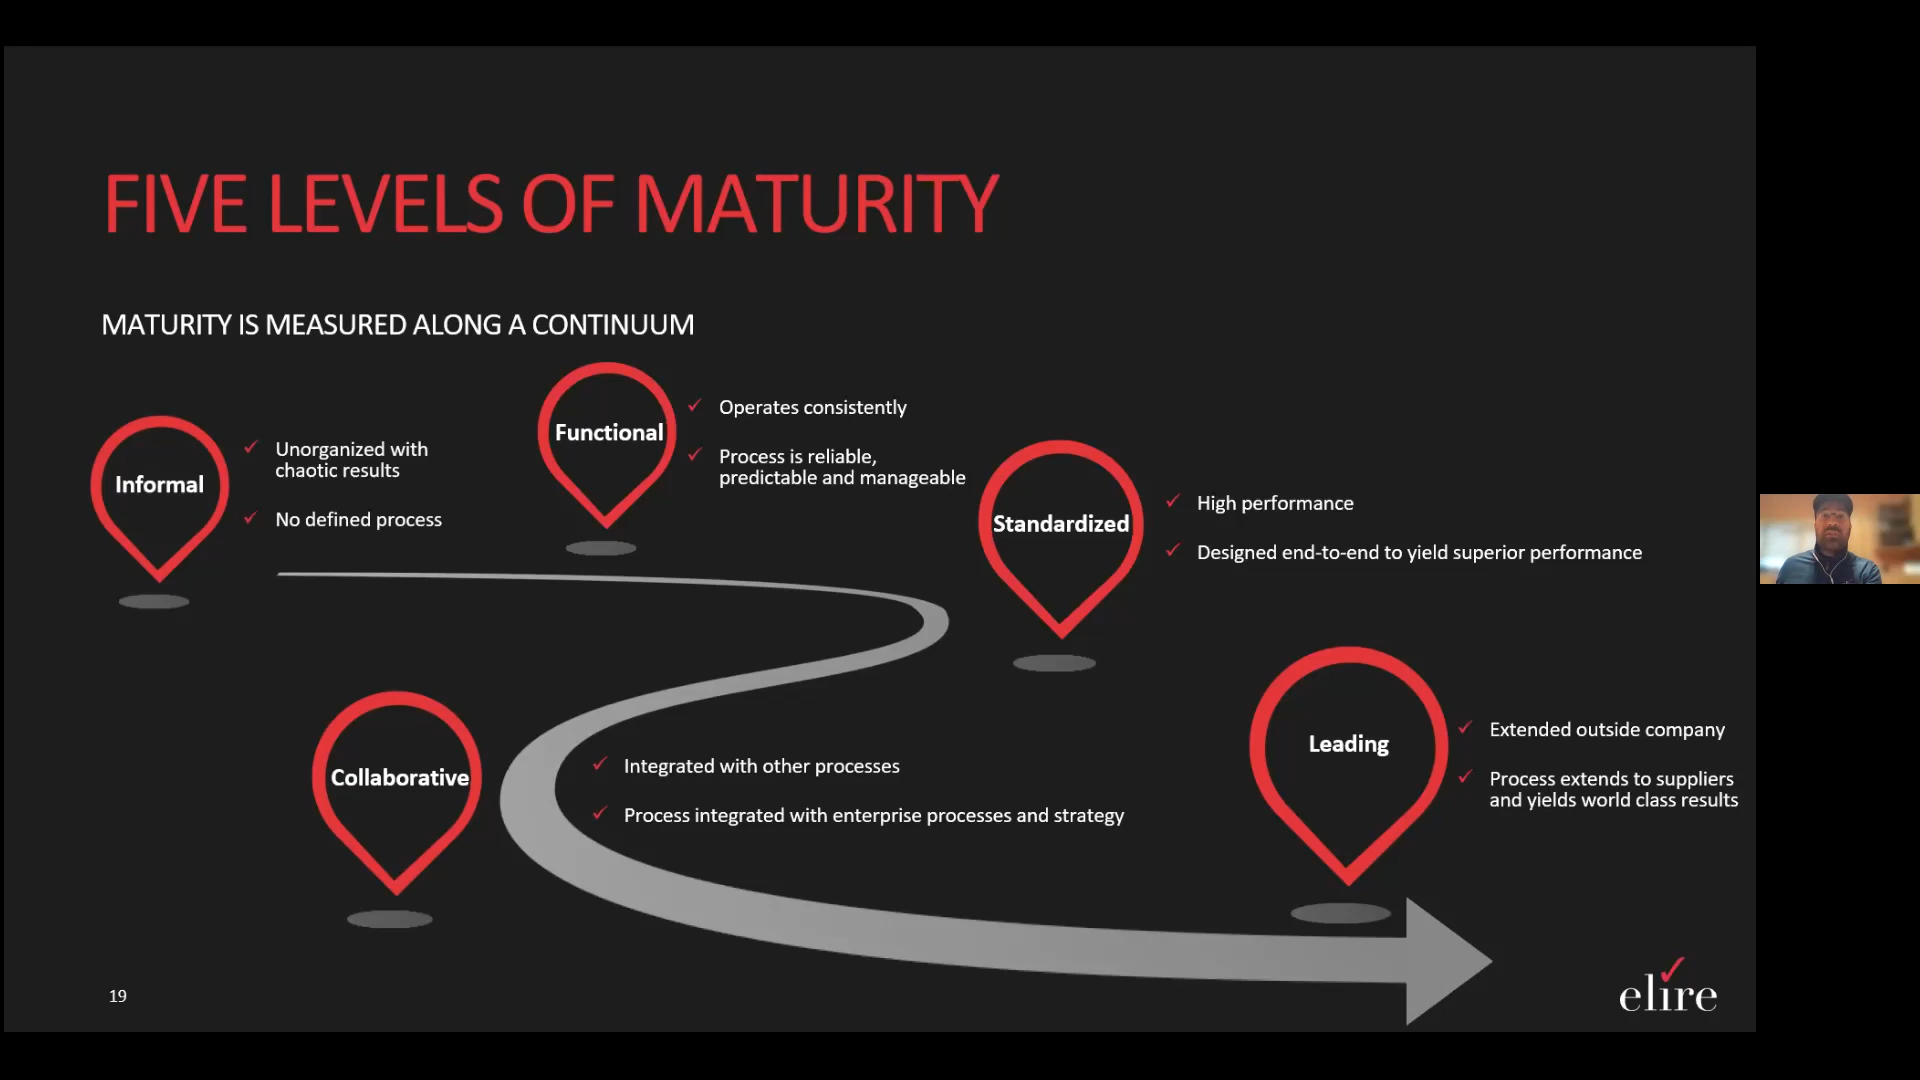 FIVE LEVELS OF MATURITY
MATURITY IS MEASURED ALONG A CONTINUUM
Informal
Unorganized with
chaotic results
No defined process
Functional
Operates consistently
Process is reliable,
predictable and manageable
Standardized
High performance
Designed end-to-end to yield superior performance
Collaborative
Integrated with other processes
Process integrated with enterprise processes and strategy
Leading
Extended outside company
Process extends to suppliers
and yields world class results
19
elire